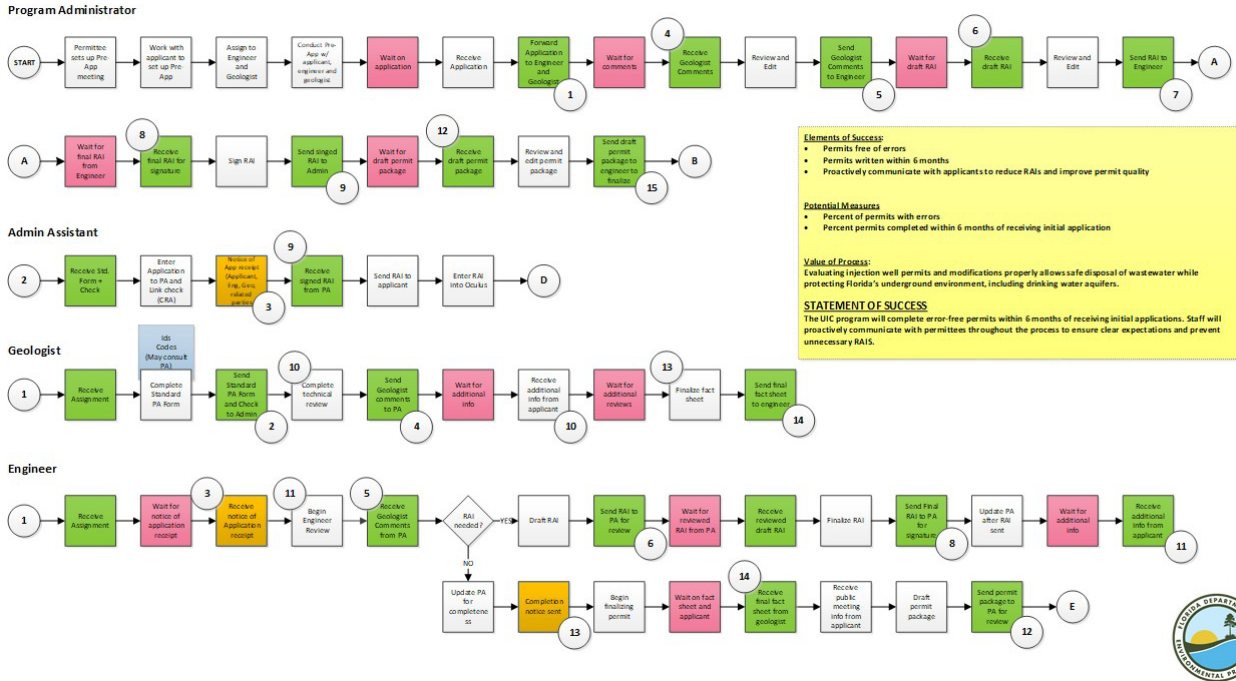 Program Administrator
START
Permittee
sets up Pre-
App
meeting
Work with
applicant to
set up Pre-
App
Assign to
Engineer
and
Geologist
Conduct Pre-
App w/
applicant,
engineer and
geologist
Wait on
application
Receive
Application
Forward
Application
to Engineer
and
Geologist
1
Wait for
comments
4
Receive
Geologist
Comments
Review and
Edit
Send
Geologist
Comments
to Engineer
5
Wait for
draft RAI
6
Receive
draft RAI
Review and
Edit
Send RAI to
Engineer
7
A
A
Wait for
final RAI
from
Engineer
8
Receive
final RAI for
signature
Sign RAI
Send singed
RAI to
Admin
9
Wait for
draft permit
package
12
Receive
draft permit
package
Review and
edit permit
package
Send draft
permit
package to
engineer to
finalize
15
B
Elements of Success:
• Permits free of errors
• Permits written within 6 months
• Proactively communicate with applicants to reduce RAIs and improve permit quality
Potential Measures
• Percent of permits with errors
• Percent permits completed within 6 months of receiving initial application
Value of Process:
Evaluating injection well permits and modifications properly allows safe disposal of wastewater while
protecting Florida's underground environment, including drinking water aquifers.
STATEMENT OF SUCCESS
The UIC program will complete error-free permits within 6 months of receiving initial applications. Staff will
proactively communicate with permittees throughout the process to ensure clear expectations and prevent
unnecessary RAIS.
Admin Assistant
2
Receive Std.
Form +
Check
Enter
Application
to PA and
Link check
(CRA)
Notice of
App receipt
(Applicant,
Eng, Geo,
related
parties)
3
9
Receive
signed RAI
from PA
Send RAI to
applicant
Enter RAI
into Oculus
D
Geologist
Ids
Codes
(May consult
PA)
1
Receive
Assignment
Complete
Standard
PA Form
Send
Standard
PA Form
and Check
to Admin
2
10
Complete
technical
review
Send
Geologist
comments
to PA
4
Wait for
additional
info
Receive
additional
info from
applicant
10
Wait for
additional
reviews
13
Finalize fact
sheet
Send final
fact sheet to
engineer
14
Engineer
1
Receive
Assignment
Wait for
notice of
application
receipt
3
Receive
notice of
Application
receipt
11
Begin
Engineer
Review
5
Receive
Geologist
Comments
from PA
RAI
needed?
YES
Draft RAI
Send RAI to
PA for
review
6
Wait for
reviewed
RAI from PA
Receive
reviewed
draft RAI
Finalize RAI
Send Final
RAI to PA for
signature
8
Update PA
after RAI
sent
Wait for
additional
info
Receive
additional
info from
applicant
11
NO
Update PA
for
completene
ss
Completion
notice sent
13
Begin
finalizing
permit
Wait on fact
sheet and
applicant
14
Receive
final fact
sheet from
geologist
Receive
public
meeting
info from
applicant
Draft
permit
package
Send permit
package to
PA for
review
12
E